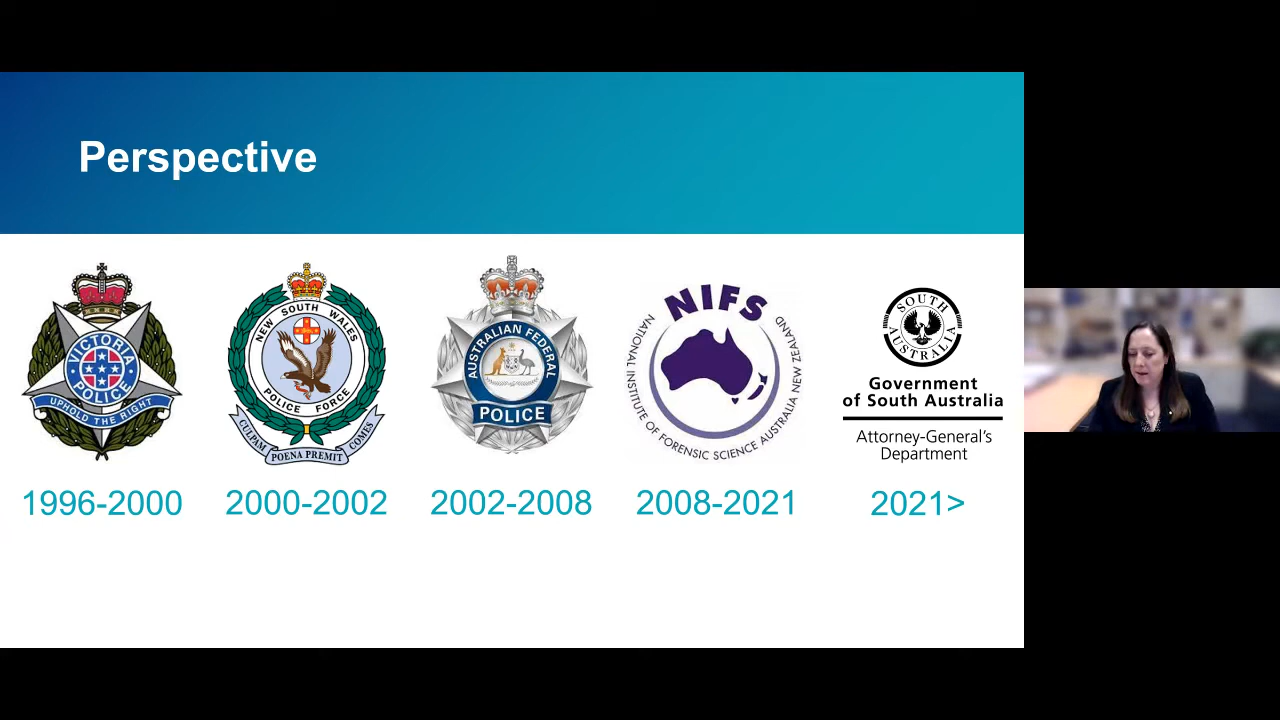 Perspective
VICTORIA
POLICE
UPHOLD THE RIGHT
1996-2000
NEW SOUTH WALES
POLICE FORCE
CULPAM POENA PREMIT COMES
2000-2002
AUSTRALIAN FEDERAL
POLICE
2002-2008
NIFS
NATIONAL INSTITUTE OF FORENSIC SCIENCE AUSTRALIA NEW ZEALAND
2008-2021
SOUTH
AUSTRALIA
Government
of South Australia
Attorney-General's
Department
2021>